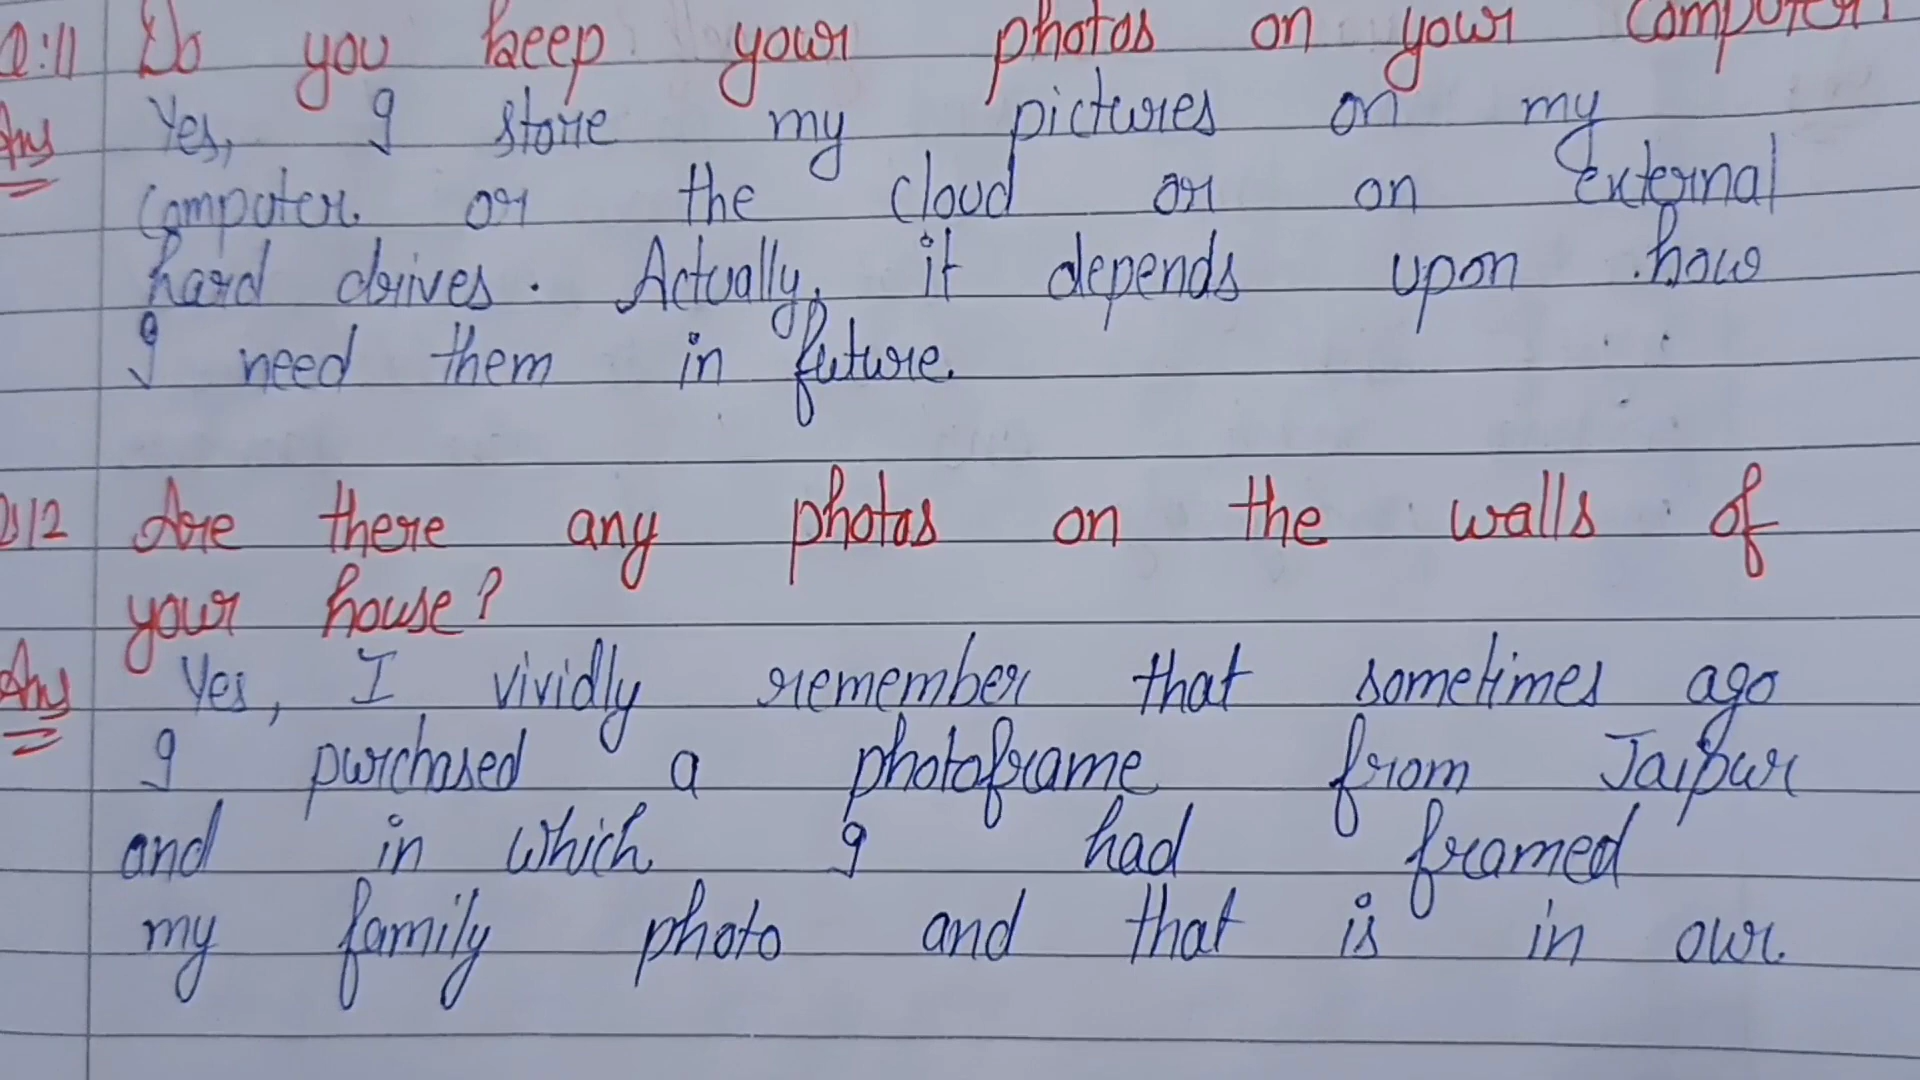 Q:11 Do you keep your photos on your computer?
Ans Yes, I store my pictures on my
computer or the cloud or on external
hard drives. Actually, it depends upon how
I need them in future.
Q12 Are there any photos on the walls of
your house?
Ans Yes, I vividly remember that sometimes ago
I purchased a photoframe from Jaipur
and in which I had framed
my family photo and that is in our